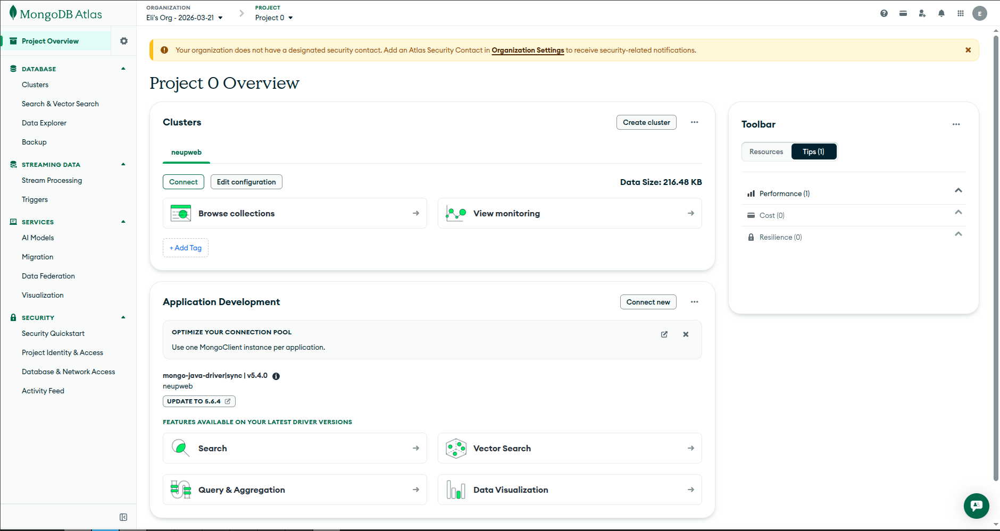 MongoDB Atlas
ORGANIZATION
Eli's Org - 2026-03-21
PROJECT
Project 0
E
Project Overview
DATABASE
Clusters
Search & Vector Search
Data Explorer
Backup
STREAMING DATA
Stream Processing
Triggers
SERVICES
AI Models
Migration
Data Federation
Visualization
SECURITY
Security Quickstart
Project Identity & Access
Database & Network Access
Activity Feed
Your organization does not have a designated security contact. Add an Atlas Security Contact in Organization Settings to receive security-related notifications.
Project 0 Overview
Clusters
Create cluster
neupweb
Connect
Edit configuration
Data Size: 216.48 KB
Browse collections
View monitoring
+ Add Tag
Application Development
Connect new
OPTIMIZE YOUR CONNECTION POOL
Use one MongoClient instance per application.
mongo-java-driver|sync | v5.4.0
neupweb
UPDATE TO 5.6.4
FEATURES AVAILABLE ON YOUR LATEST DRIVER VERSIONS
Search
Vector Search
Query & Aggregation
Data Visualization
Toolbar
Resources
Tips (1)
Performance (1)
Cost (0)
Resilience (0)